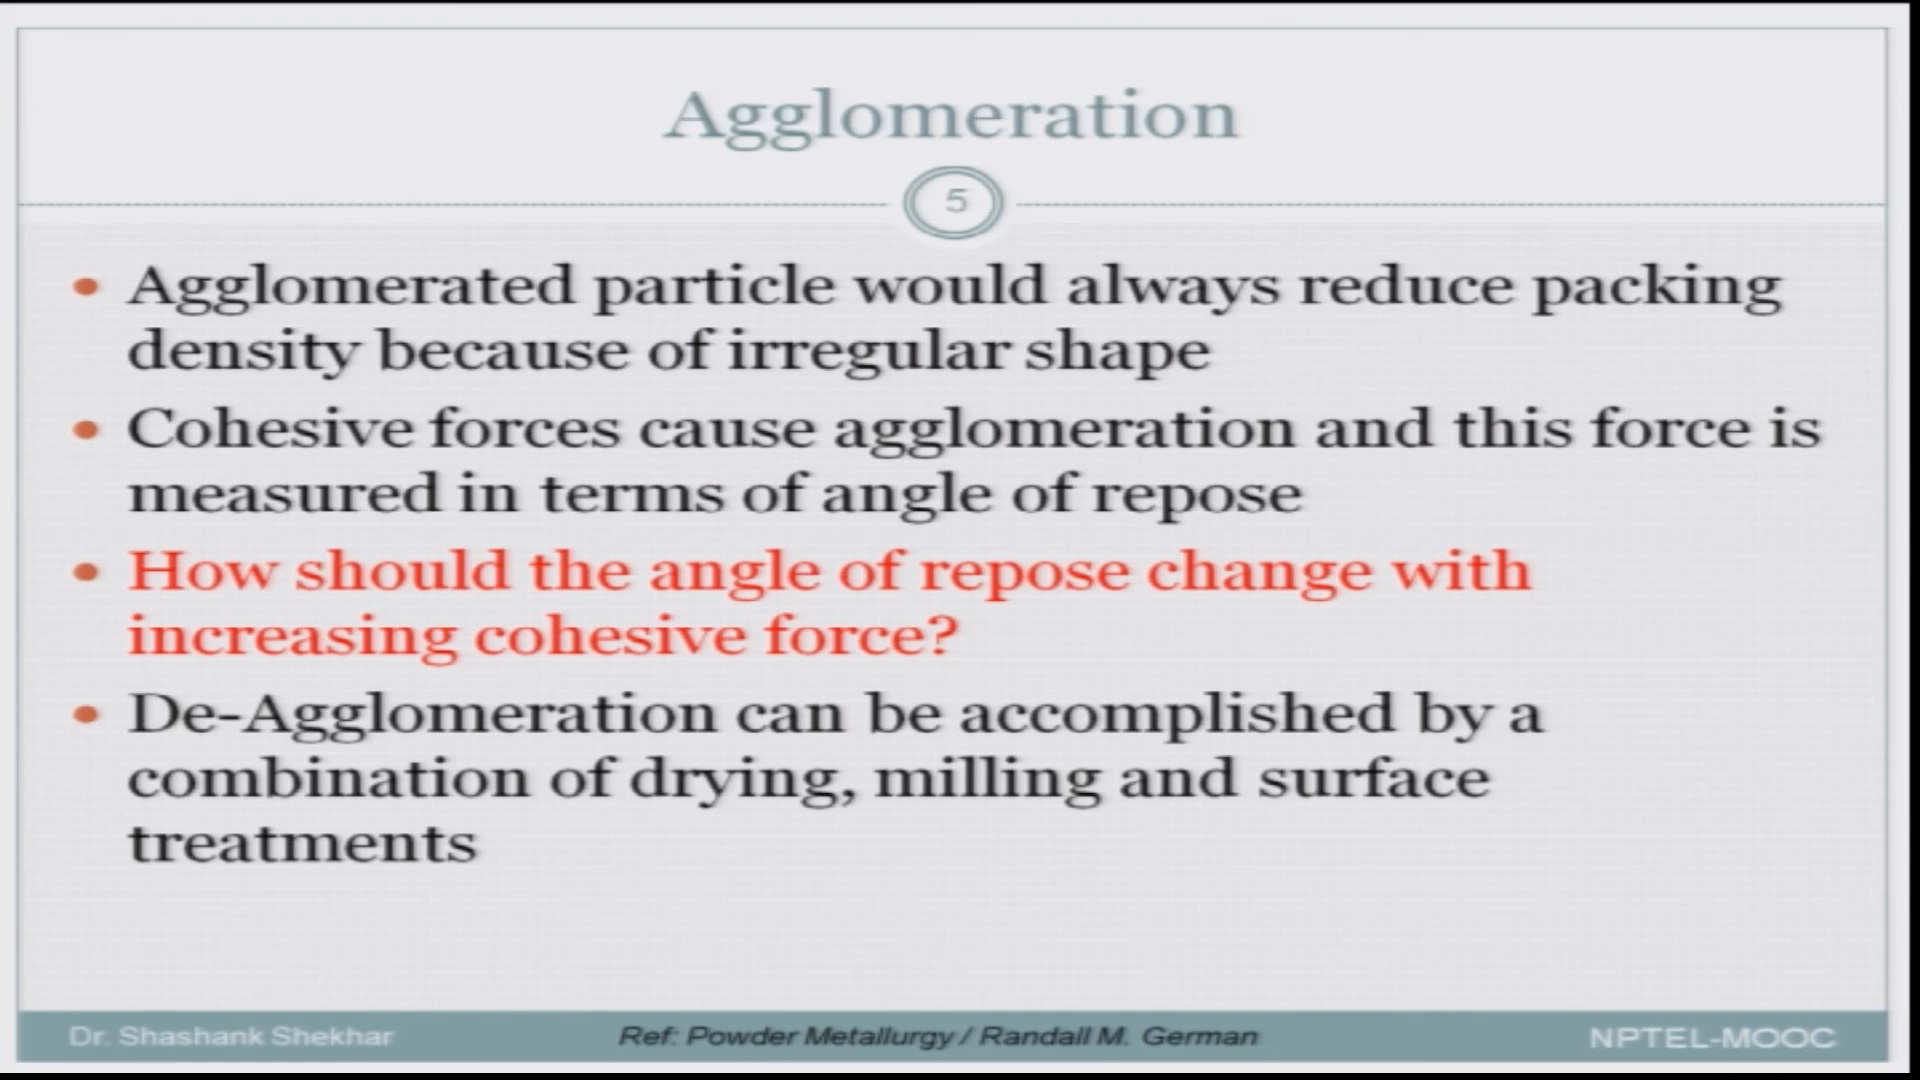 Agglomeration
5
• Agglomerated particle would always reduce packing
density because of irregular shape
• Cohesive forces cause agglomeration and this force is
measured in terms of angle of repose
• How should the angle of repose change with
increasing cohesive force?
• De-Agglomeration can be accomplished by a
combination of drying, milling and surface
treatments
Dr. Shashank Shekhar Ref: Powder Metallurgy / Randall M. German NPTEL-MOOC